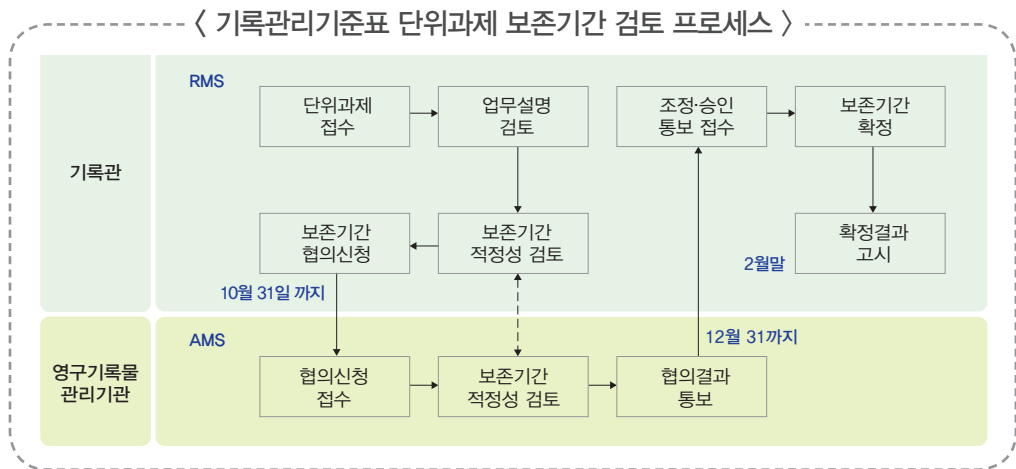 〈 기록관리기준표 단위과제 보존기간 검토 프로세스 〉
기록관
RMS
단위과제
접수
업무설명
검토
조정·승인
통보 접수
보존기간
확정
보존기간
협의신청
보존기간
적정성 검토
확정결과
고시
2월말
10월 31일 까지
영구기록물
관리기관
AMS
12월 31까지
협의신청
접수
보존기간
적정성 검토
협의결과
통보